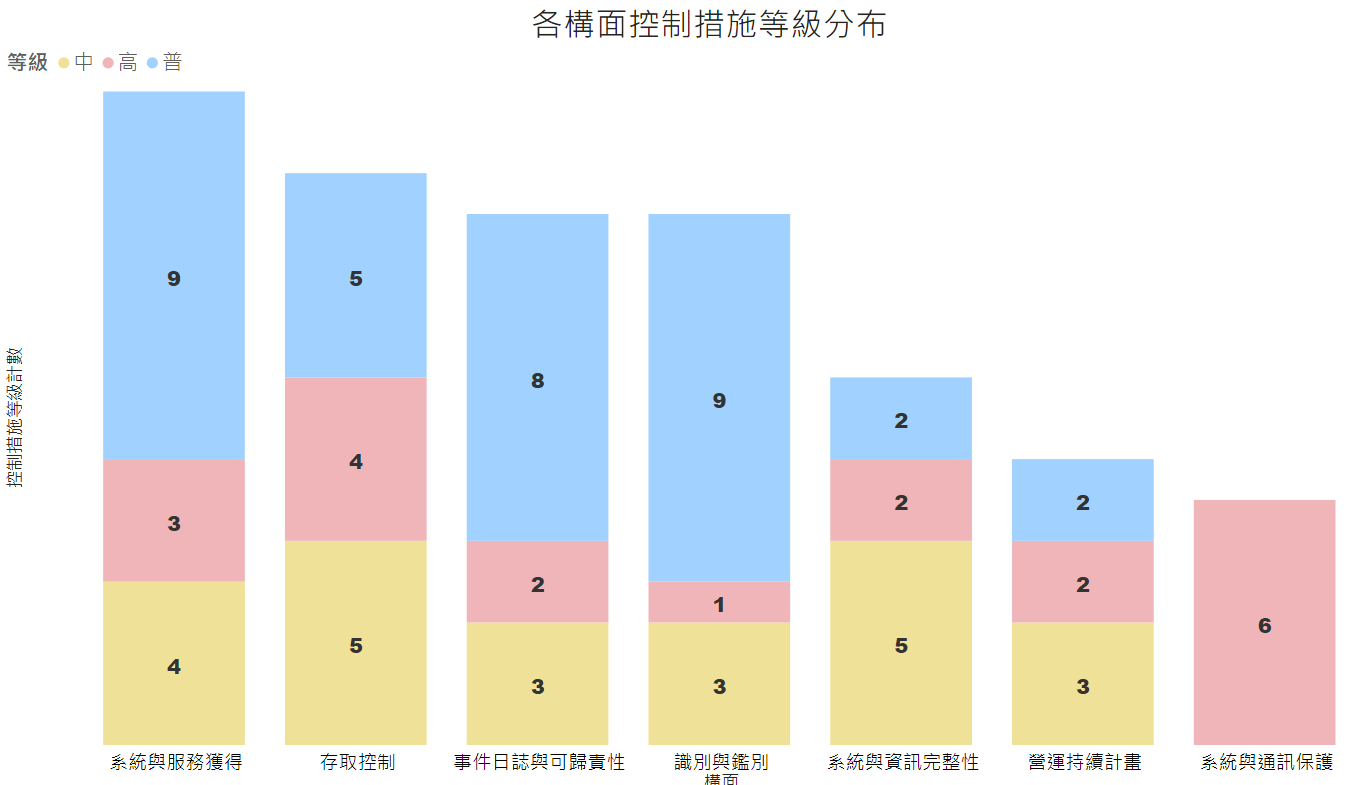 各構面控制措施等級分布
等級 中 高 普
控制措施等級計數
9
3
4
5
4
5
8
2
3
9
1
3
2
2
5
2
2
3
6
系統與服務獲得
存取控制
事件日誌與可歸責性
識別與鑑別
系統與資訊完整性
營運持續計畫
系統與通訊保護
構面